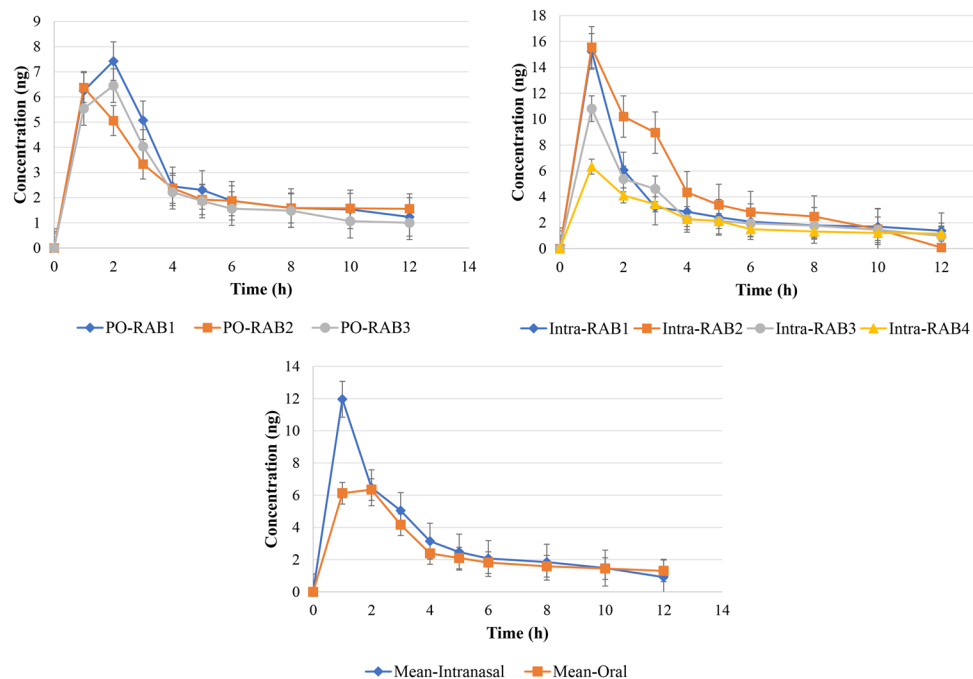 Concentration (ng)
9
8
7
6
5
4
3
2
1
0
0 2 4 6 8 10 12 14
Time (h)
PO-RAB1 PO-RAB2 PO-RAB3
Concentration (ng)
18
16
14
12
10
8
6
4
2
0
0 2 4 6 8 10 12
Time (h)
Intra-RAB1 Intra-RAB2 Intra-RAB3 Intra-RAB4
Concentration (ng)
14
12
10
8
6
4
2
0
0 2 4 6 8 10 12 14
Time (h)
Mean-Intranasal Mean-Oral